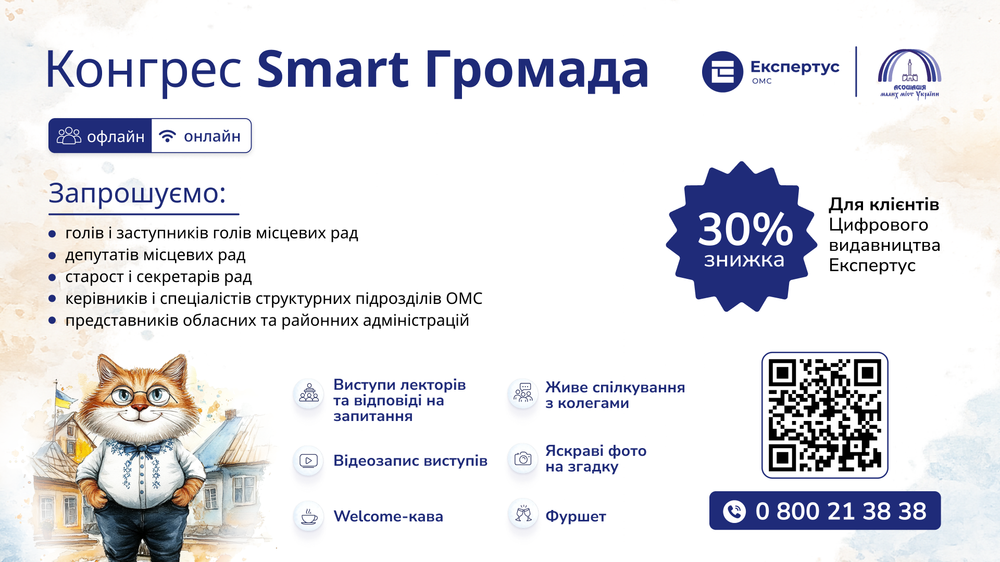 Конгрес Smart Громада
Експертус
ОМС
АСОЦІАЦІЯ
малих міст України
офлайн
онлайн
Запрошуємо:
голів і заступників голів місцевих рад
депутатів місцевих рад
старост і секретарів рад
керівників і спеціалістів структурних підрозділів ОМС
представників обласних та районних адміністрацій
30%
знижка
Для клієнтів
Цифрового
видавництва
Експертус
Виступи лекторів
та відповіді на
запитання
Живе спілкування
з колегами
Відеозапис виступів
Яскраві фото
на згадку
Welcome-кава
Фуршет
0 800 21 38 38